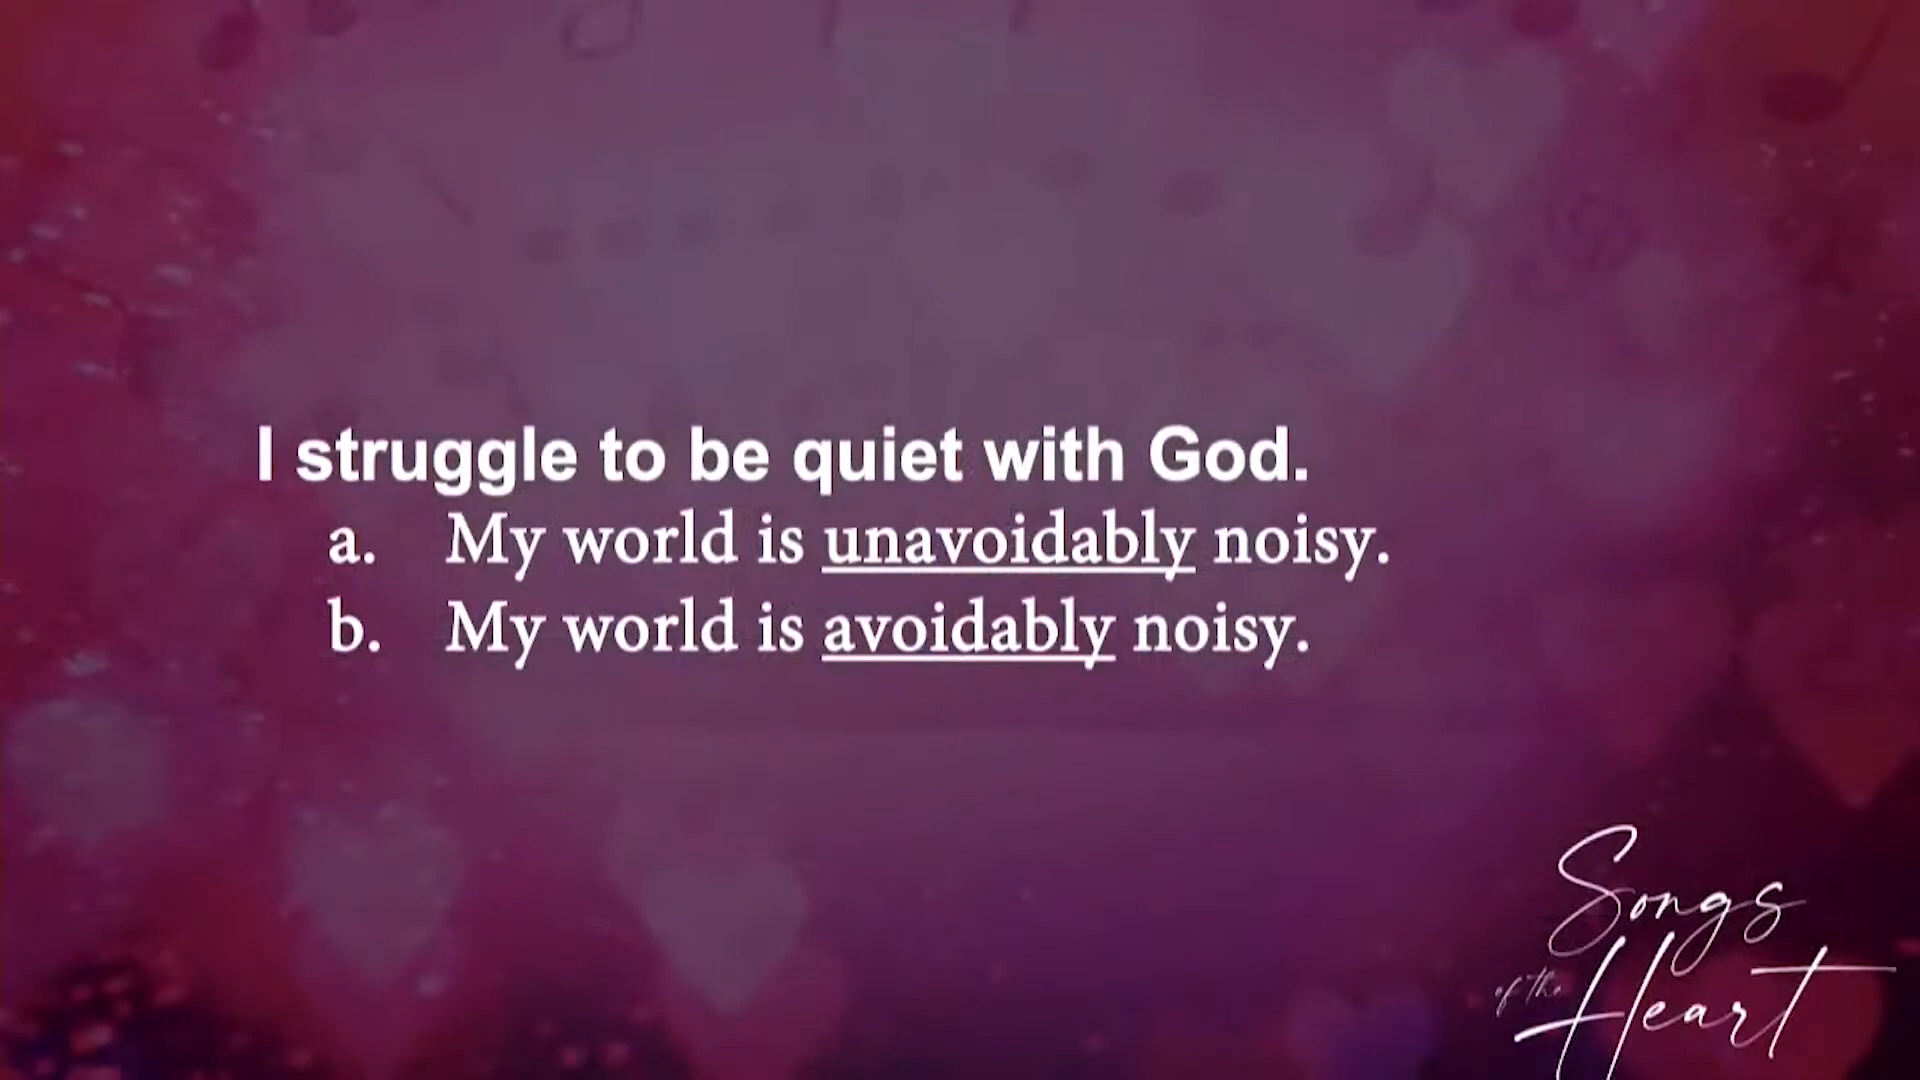 I struggle to be quiet with God.
a. My world is unavoidably noisy.
b. My world is avoidably noisy.
Songs
of the
Heart